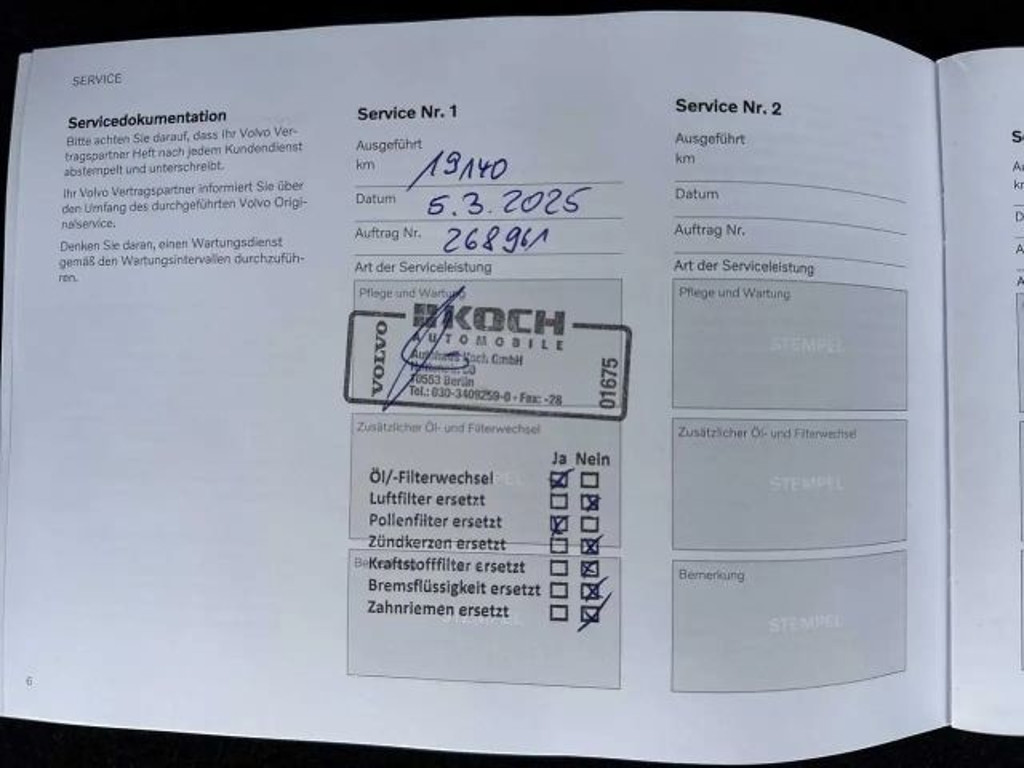 SERVICE
Servicedokumentation
Bitte achten Sie darauf, dass Ihr Volvo Ver-
tragspartner Heft nach jedem Kundendienst
abstempelt und unterschreibt.
Ihr Volvo Vertragspartner informiert Sie über
den Umfang des durchgeführten Volvo Origi-
nalservice.
Denken Sie daran, einen Wartungsdienst
gemäß den Wartungsintervallen durchzufüh-
ren.
6
Service Nr. 1
Ausgeführt
km 19140
Datum 5.3.2025
Auftrag Nr. 268961
Art der Serviceleistung
Pflege und Wartung
KOCH
AUTOMOBILE
VOLVO
Autohaus Koch GmbH
10553 Berlin
Tel.: 030-3409259-0 - Fax: -28
01675
Zusätzlicher Öl- und Filterwechsel
Ja Nein
Öl/-Filterwechsel
Luftfilter ersetzt
Pollenfilter ersetzt
Zündkerzen ersetzt
Kraftstofffilter ersetzt
Bremsflüssigkeit ersetzt
Zahnriemen ersetzt
Service Nr. 2
Ausgeführt
km
Datum
Auftrag Nr.
Art der Serviceleistung
Pflege und Wartung
STEMPEL
Zusätzlicher Öl- und Filterwechsel
STEMPEL
Bemerkung
STEMPEL